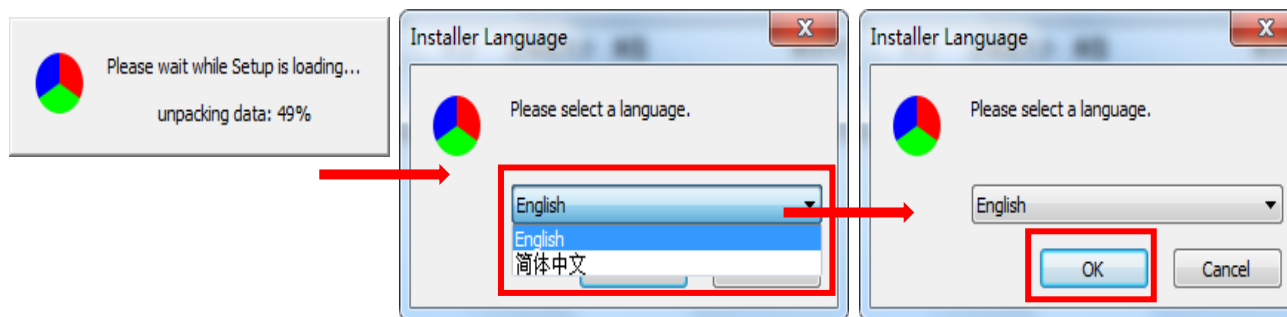 Please wait while Setup is loading...
unpacking data: 49%
Installer Language
Please select a language.
English
English
简体中文
Installer Language
Please select a language.
English
OK
Cancel